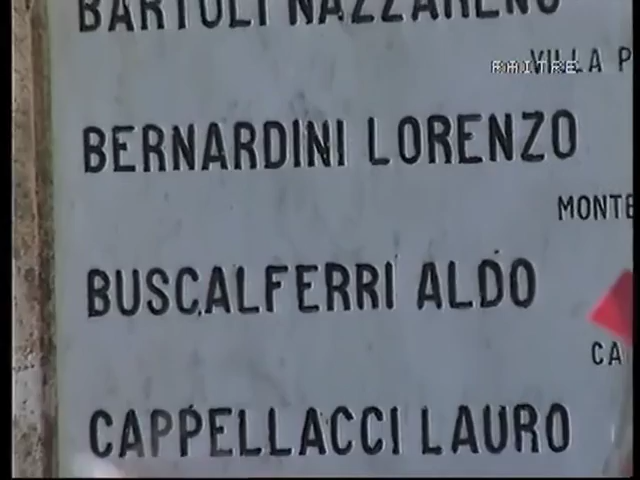 BARTOLI NAZZARENO
VILLA P
RAITRE
BERNARDINI LORENZO
MONTE
BUSCALFERRI ALDO
CA
CAPPELLACCI LAURO